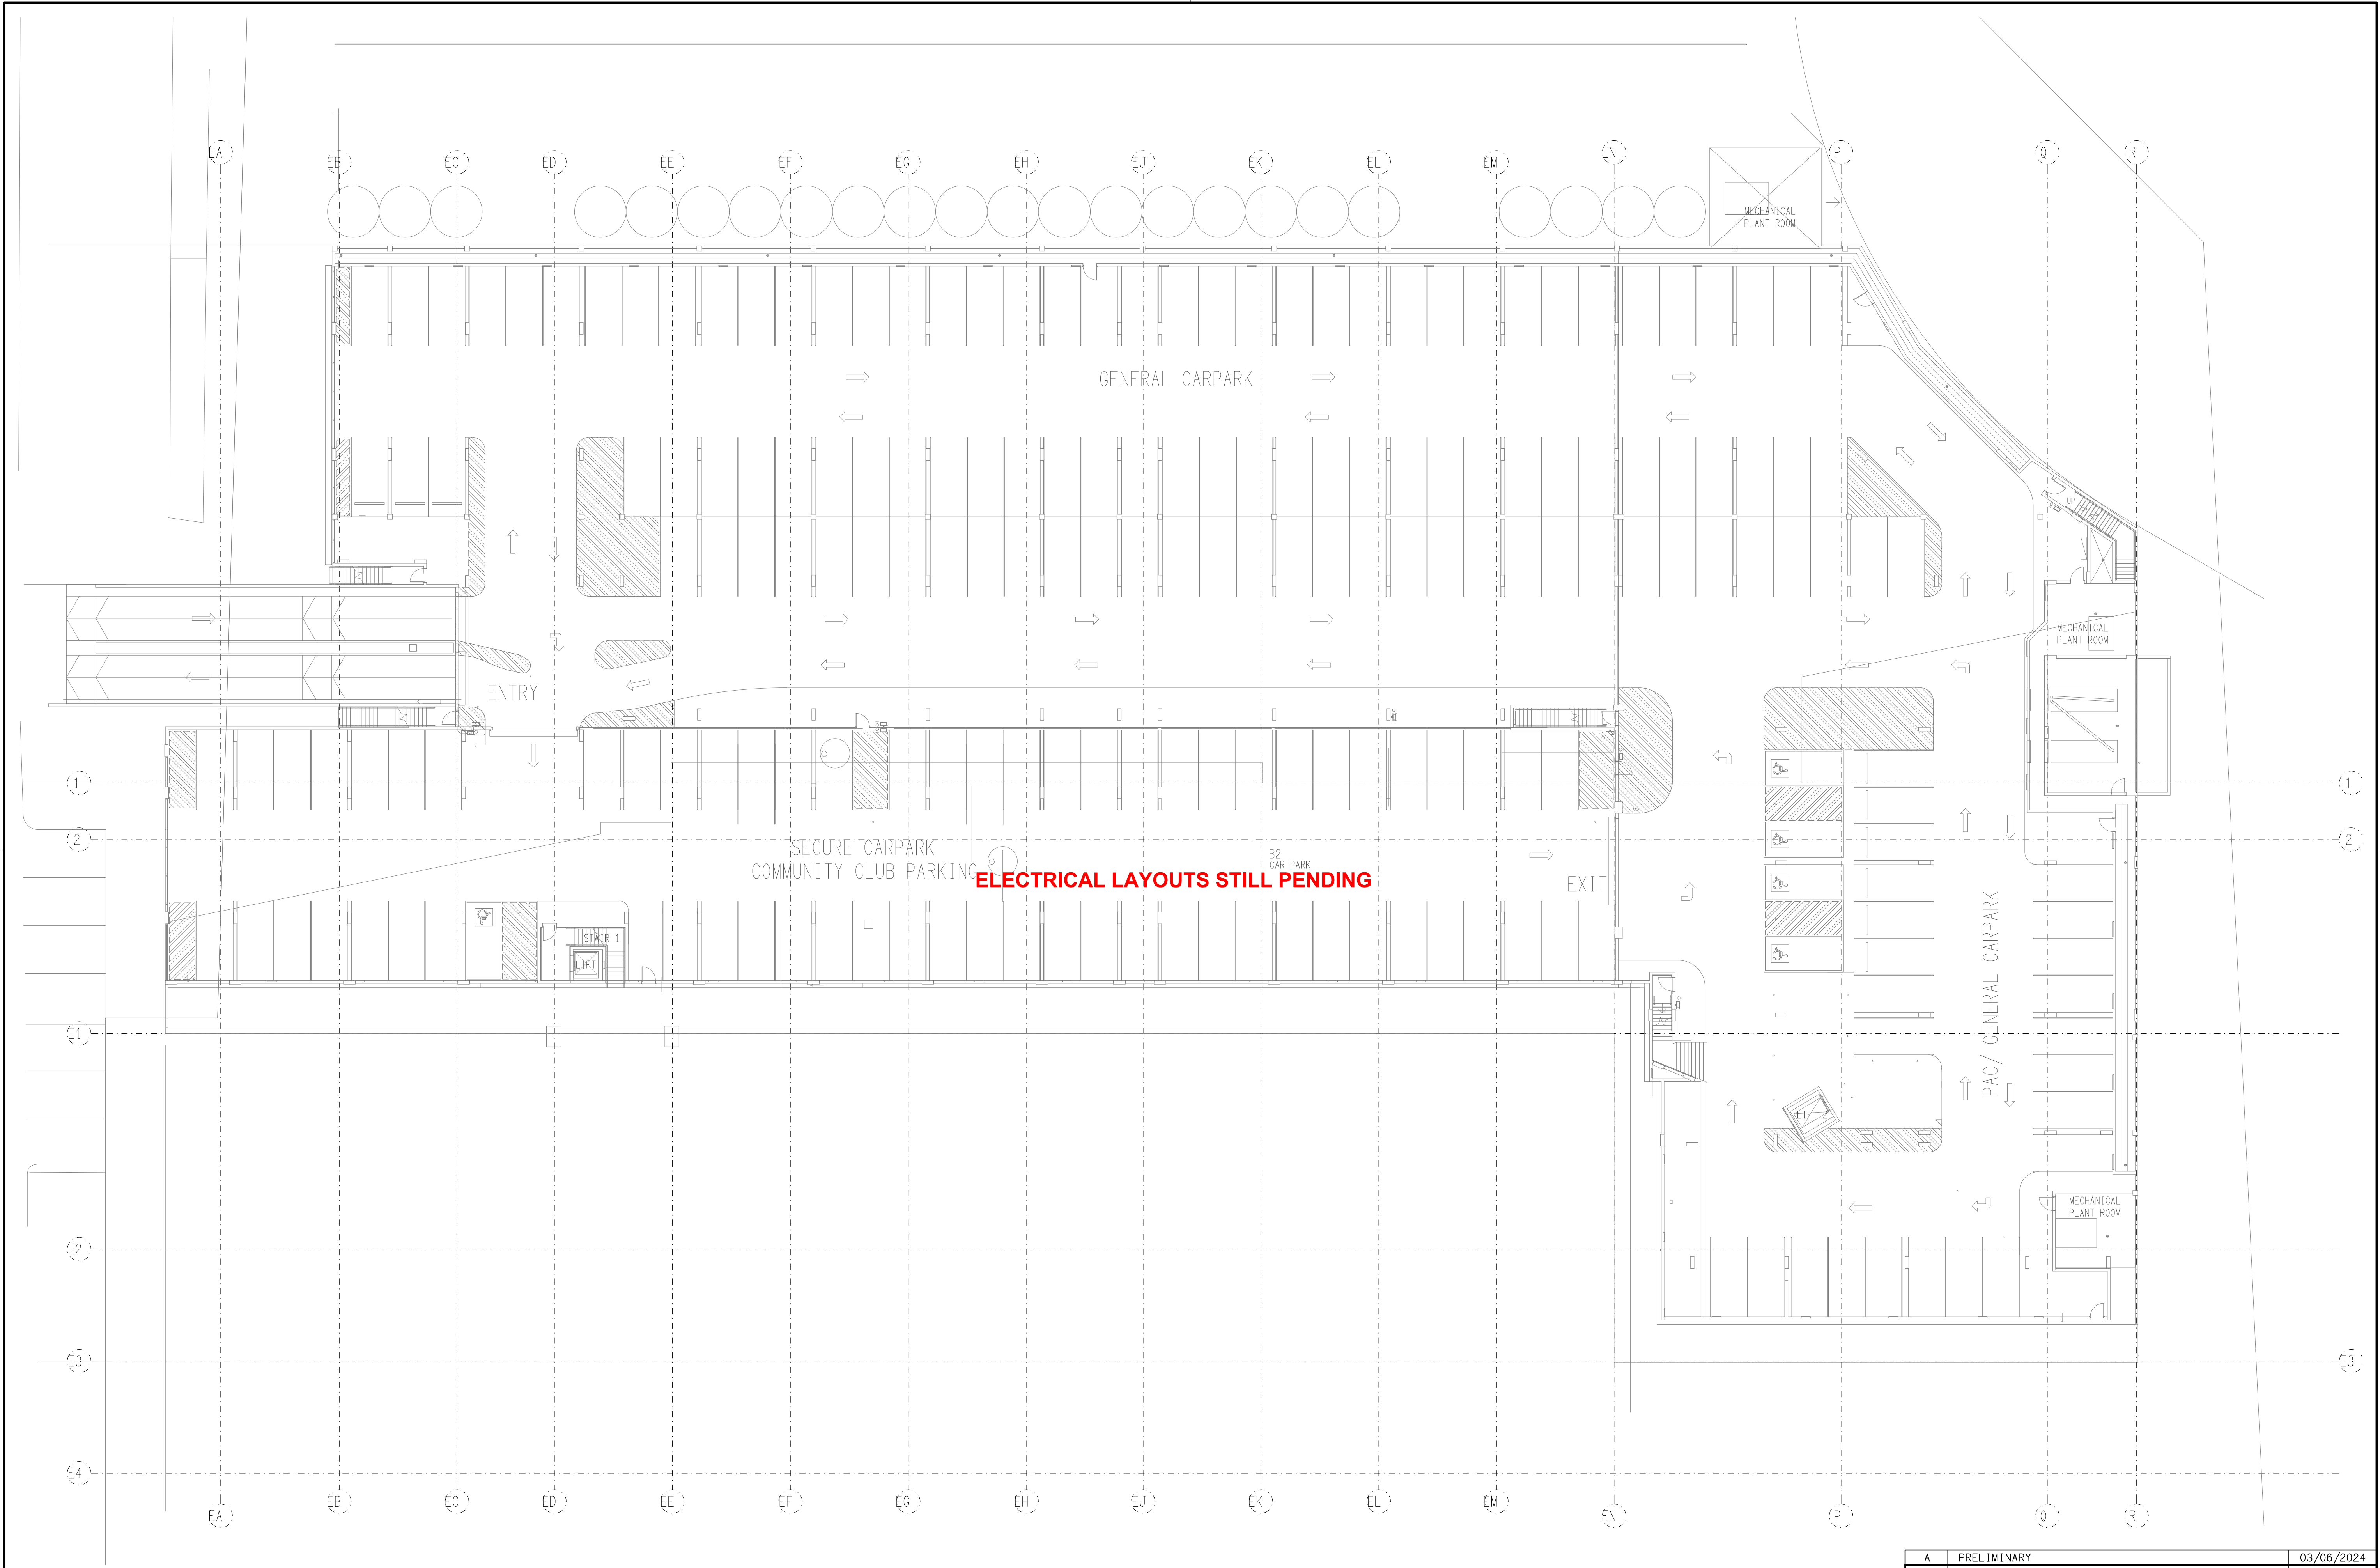 EA
EB
EC
ED
EE
EF
EG
EH
EJ
EK
EL
EM
EN
P
Q
R
MECHANICAL
PLANT ROOM
GENERAL CARPARK
UP
MECHANICAL
PLANT ROOM
ENTRY
1
1
2
2
SECURE CARPARK
COMMUNITY CLUB PARKING
B2
CAR PARK
ELECTRICAL LAYOUTS STILL PENDING
EXIT
STAIR 1
LIFT 1
PAC/ GENERAL CARPARK
E1
LIFT 2
MECHANICAL
PLANT ROOM
E2
E3
E3
E4
EA
EB
EC
ED
EE
EF
EG
EH
EJ
EK
EL
EM
EN
P
Q
R
A PRELIMINARY 03/06/2024